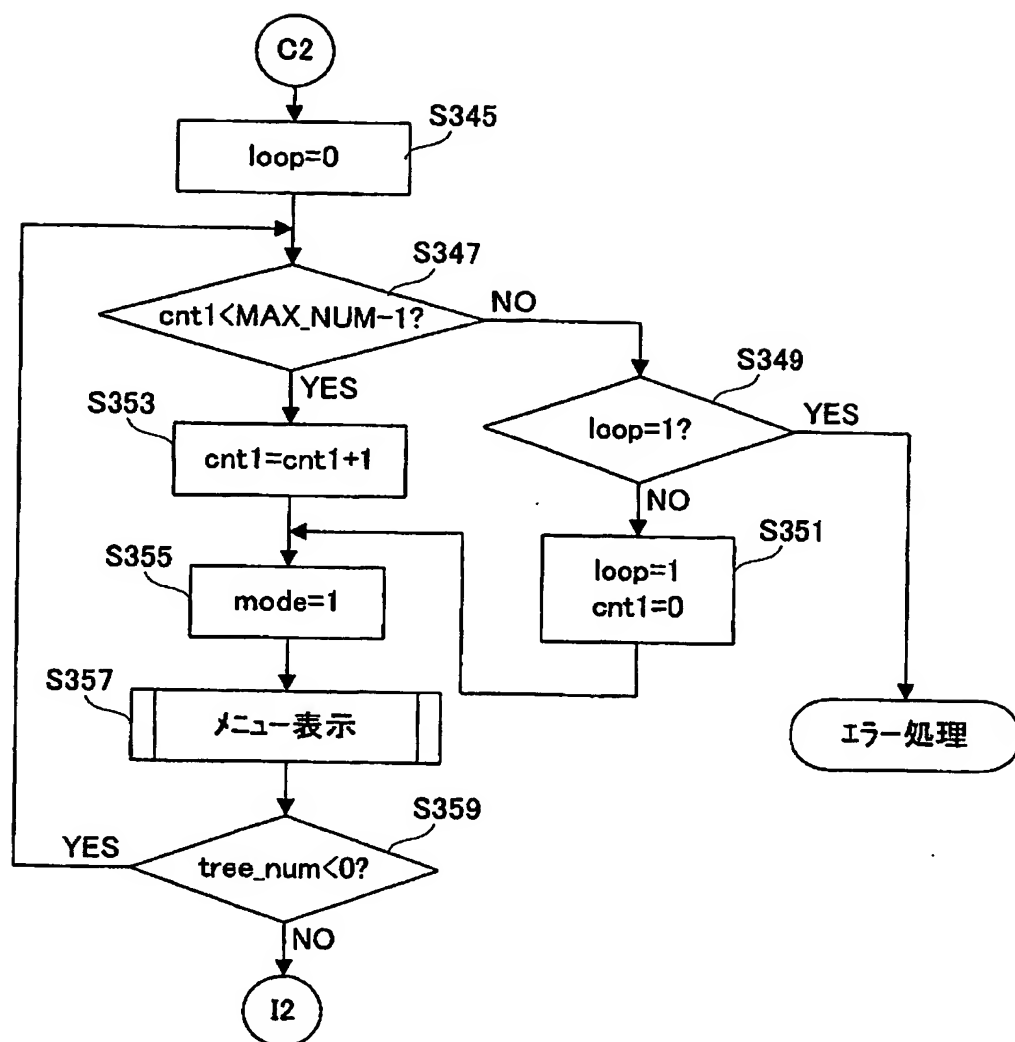 C2
S345
loop=0
S347
cnt1<MAX_NUM-1?
NO
YES
S349
loop=1?
YES
NO
S353
cnt1=cnt1+1
S351
loop=1
cnt1=0
S355
mode=1
S357
メニュー表示
エラー処理
S359
YES
tree_num<0?
NO
I2